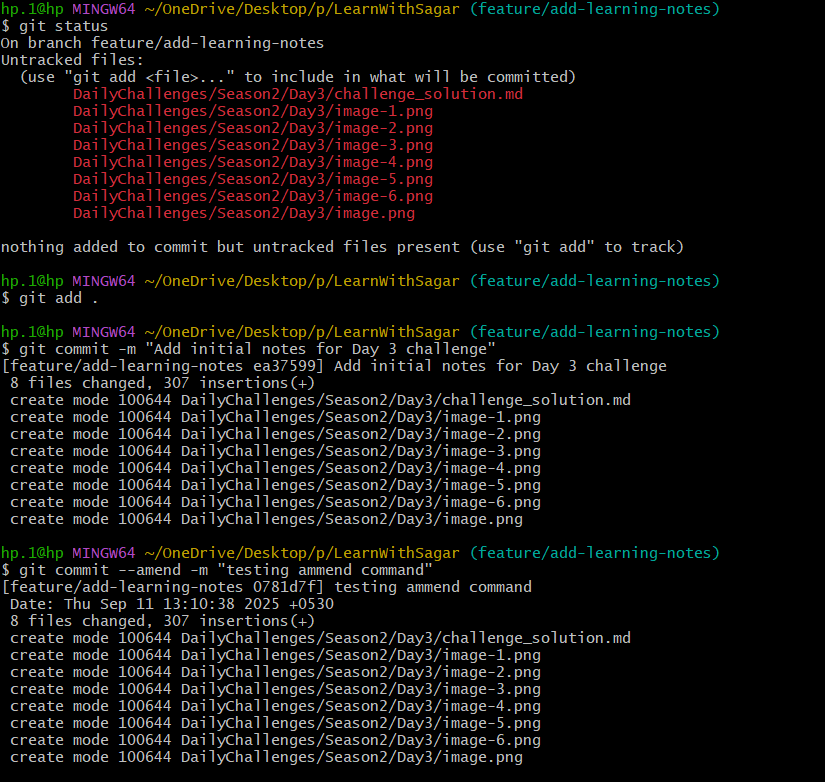 hp.1@hp MINGW64 ~/OneDrive/Desktop/p/LearnWithSagar (feature/add-learning-notes)
$ git status
On branch feature/add-learning-notes
Untracked files:
  (use "git add <file>..." to include in what will be committed)
        DailyChallenges/Season2/Day3/challenge_solution.md
        DailyChallenges/Season2/Day3/image-1.png
        DailyChallenges/Season2/Day3/image-2.png
        DailyChallenges/Season2/Day3/image-3.png
        DailyChallenges/Season2/Day3/image-4.png
        DailyChallenges/Season2/Day3/image-5.png
        DailyChallenges/Season2/Day3/image-6.png
        DailyChallenges/Season2/Day3/image.png

nothing added to commit but untracked files present (use "git add" to track)

hp.1@hp MINGW64 ~/OneDrive/Desktop/p/LearnWithSagar (feature/add-learning-notes)
$ git add .

hp.1@hp MINGW64 ~/OneDrive/Desktop/p/LearnWithSagar (feature/add-learning-notes)
$ git commit -m "Add initial notes for Day 3 challenge"
[feature/add-learning-notes ea37599] Add initial notes for Day 3 challenge
 8 files changed, 307 insertions(+)
 create mode 100644 DailyChallenges/Season2/Day3/challenge_solution.md
 create mode 100644 DailyChallenges/Season2/Day3/image-1.png
 create mode 100644 DailyChallenges/Season2/Day3/image-2.png
 create mode 100644 DailyChallenges/Season2/Day3/image-3.png
 create mode 100644 DailyChallenges/Season2/Day3/image-4.png
 create mode 100644 DailyChallenges/Season2/Day3/image-5.png
 create mode 100644 DailyChallenges/Season2/Day3/image-6.png
 create mode 100644 DailyChallenges/Season2/Day3/image.png

hp.1@hp MINGW64 ~/OneDrive/Desktop/p/LearnWithSagar (feature/add-learning-notes)
$ git commit --amend -m "testing ammend command"
[feature/add-learning-notes 0781d7f] testing ammend command
 Date: Thu Sep 11 13:10:38 2025 +0530
 8 files changed, 307 insertions(+)
 create mode 100644 DailyChallenges/Season2/Day3/challenge_solution.md
 create mode 100644 DailyChallenges/Season2/Day3/image-1.png
 create mode 100644 DailyChallenges/Season2/Day3/image-2.png
 create mode 100644 DailyChallenges/Season2/Day3/image-3.png
 create mode 100644 DailyChallenges/Season2/Day3/image-4.png
 create mode 100644 DailyChallenges/Season2/Day3/image-5.png
 create mode 100644 DailyChallenges/Season2/Day3/image-6.png
 create mode 100644 DailyChallenges/Season2/Day3/image.png